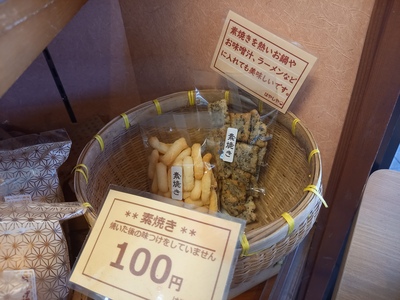 素焼きを熱いお鍋や
お味噌汁、ラーメンなど
に入れても美味しいです。
素焼き
素焼き
** 素焼き **
焼いた後の味つけをしていません
100円